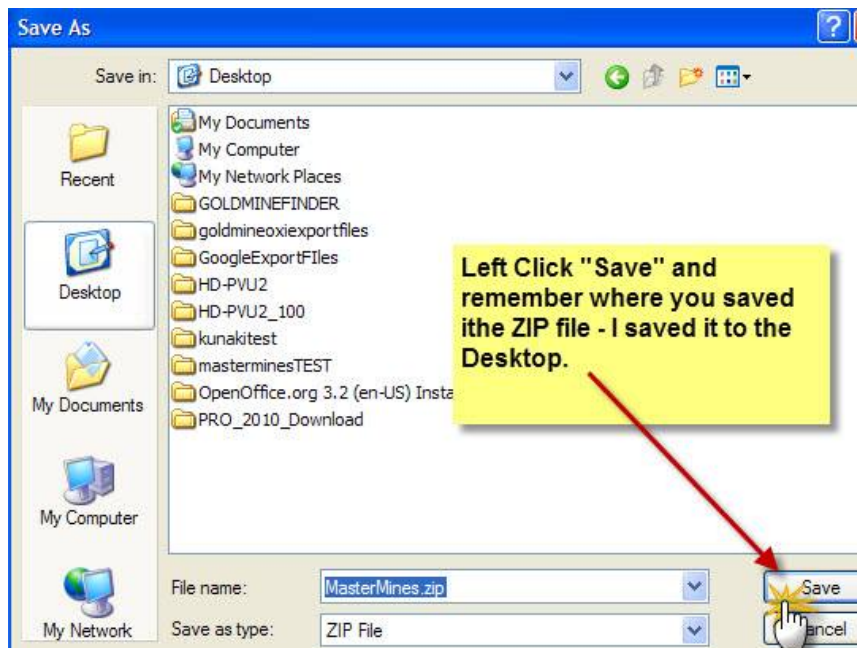 Save As
?
Save in:
Desktop
My Documents
My Computer
My Network Places
GOLDMINEFINDER
goldmineoxiexportfiles
GoogleExportFIles
HD-PVU2
HD-PVU2_100
kunakitest
masterminesTEST
OpenOffice.org 3.2 (en-US) Insta
PRO_2010_Download
Recent
Desktop
My Documents
My Computer
My Network
Left Click "Save" and
remember where you saved
ithe ZIP file - I saved it to the
Desktop.
File name:
MasterMines.zip
Save
Save as type:
ZIP File
ancel